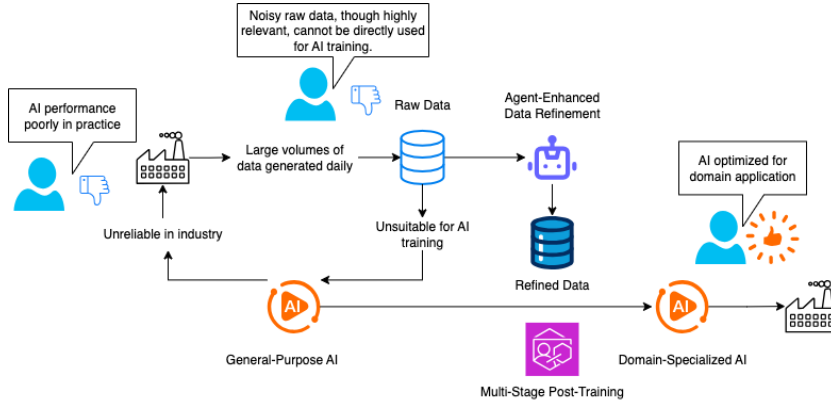 Noisy raw data, though highly
relevant, cannot be directly used
for AI training.
AI performance
poorly in practice
Raw Data
Agent-Enhanced
Data Refinement
Large volumes of
data generated daily
AI optimized for
domain application
Unreliable in industry
Unsuitable for AI
training
Refined Data
AI
AI
General-Purpose AI
Domain-Specialized AI
Multi-Stage Post-Training